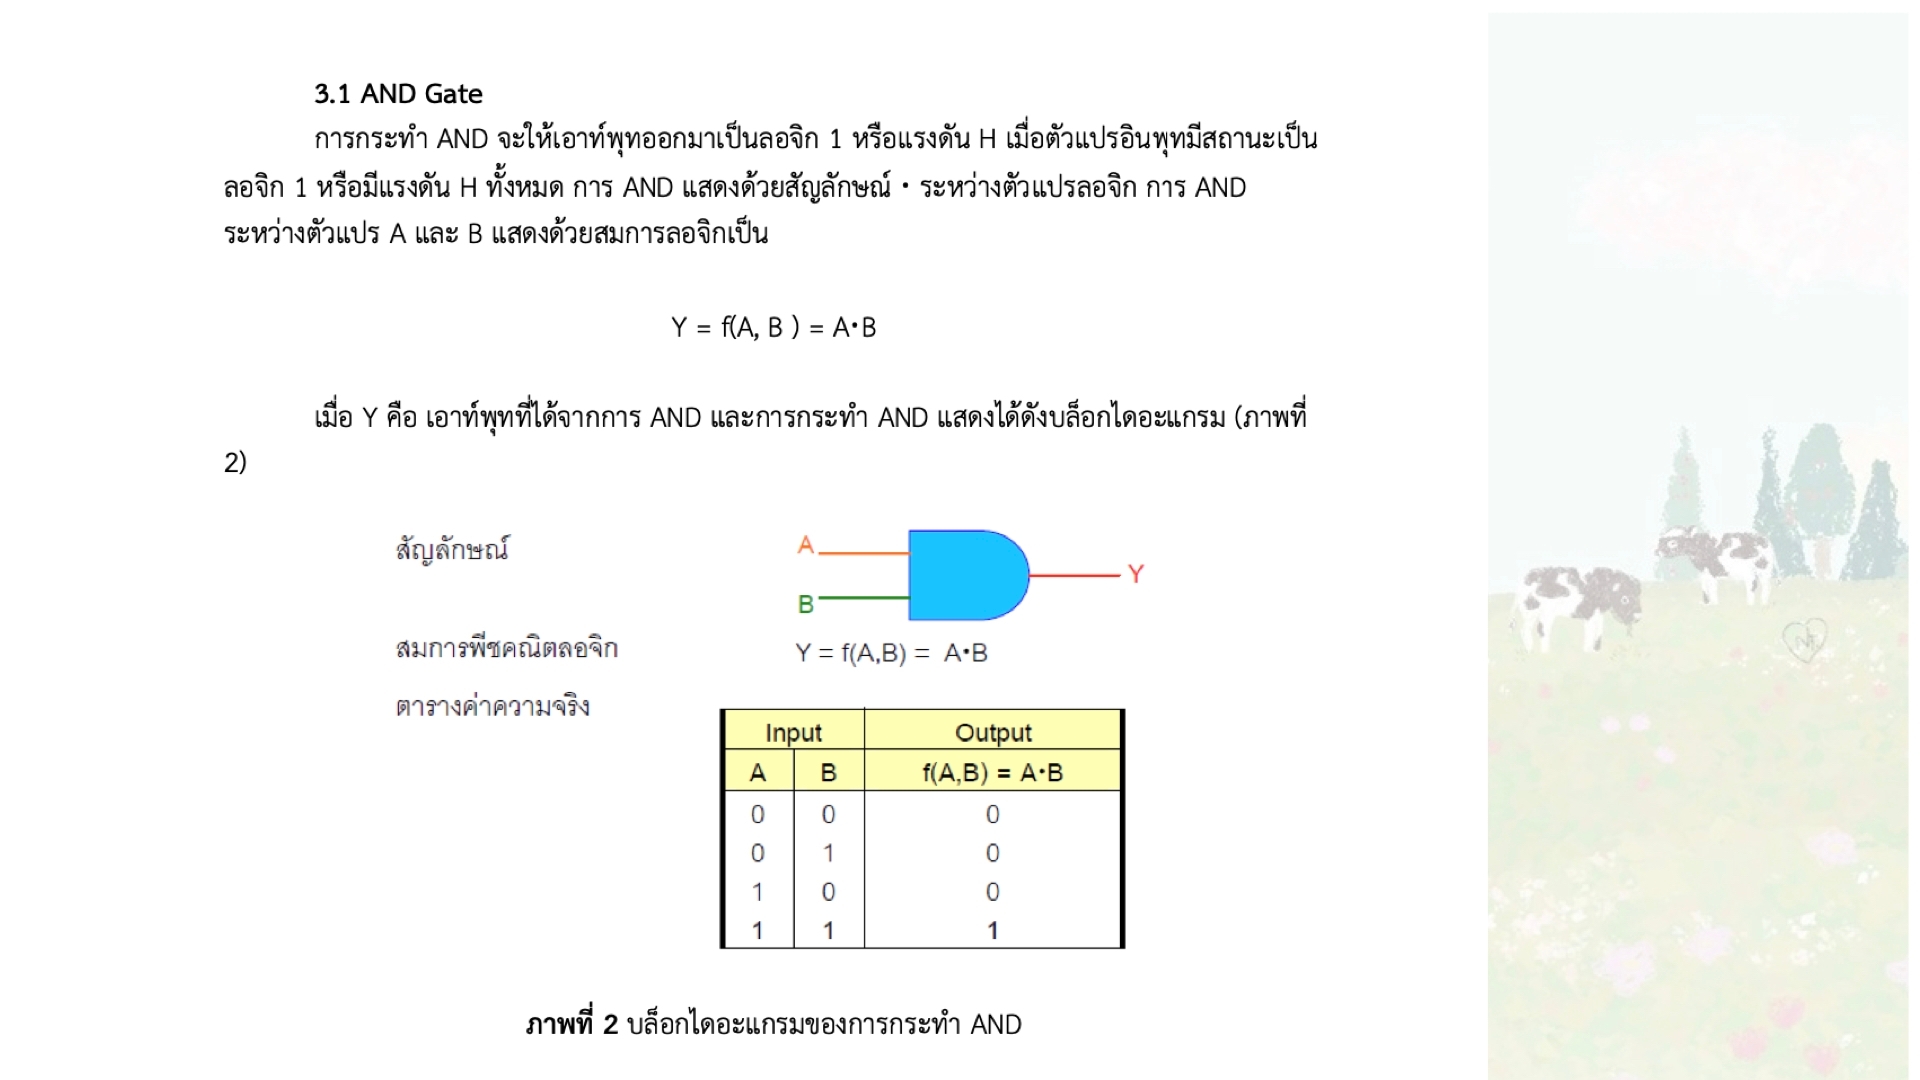 3.1 AND Gate
การกระทำ AND จะให้เอาท์พุทออกมาเป็นลอจิก 1 หรือแรงดัน H เมื่อตัวแปรอินพุทมีสถานะเป็น
ลอจิก 1 หรือมีแรงดัน H ทั้งหมด การ AND แสดงด้วยสัญลักษณ์ • ระหว่างตัวแปรลอจิก การ AND
ระหว่างตัวแปร A และ B แสดงด้วยสมการลอจิกเป็น
Y = f(A, B ) = A•B
เมื่อ Y คือ เอาท์พุทที่ได้จากการ AND และการกระทำ AND แสดงได้ดังบล็อกไดอะแกรม (ภาพที่
2)
สัญลักษณ์
A
B
Y
สมการพีชคณิตลอจิก
Y = f(A,B) = A•B
ตารางค่าความจริง
Input Output
A B f(A,B) = A•B
0 0 0
0 1 0
1 0 0
1 1 1
ภาพที่ 2 บล็อกไดอะแกรมของการกระทำ AND